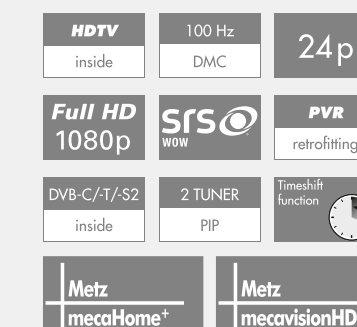 HDTV
inside
100 Hz
DMC
24p
Full HD
1080p
SRS
WOW
PVR
retrofitting
DVB-C/-T/-S2
inside
2 TUNER
PIP
Timeshift
function
Metz
mecaHome+
Metz
mecavisionHD